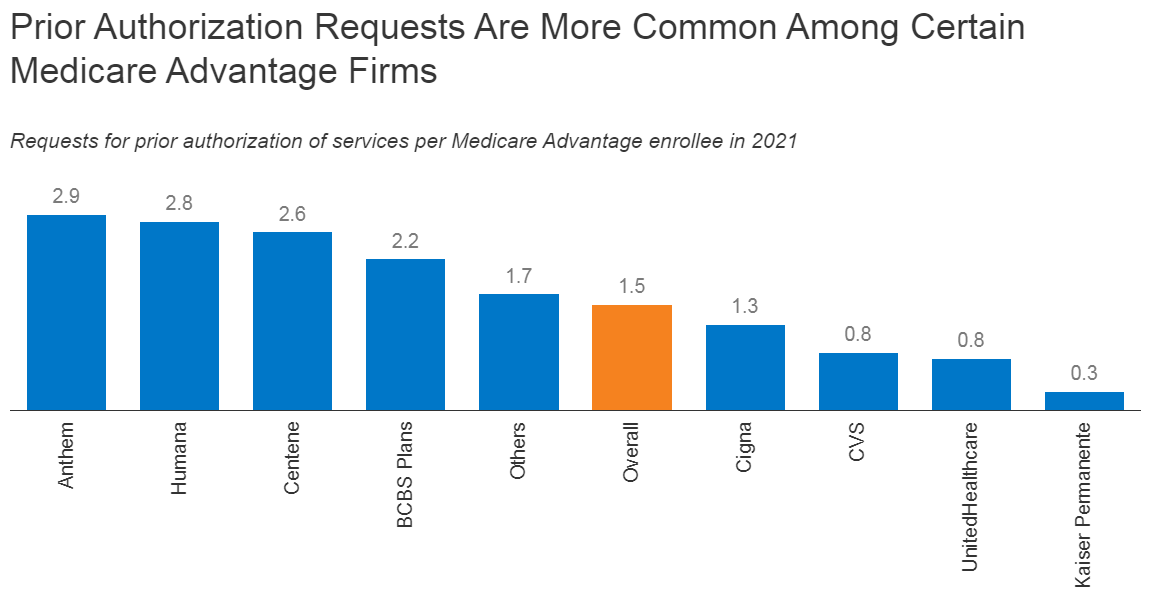 Prior Authorization Requests Are More Common Among Certain
Medicare Advantage Firms
Requests for prior authorization of services per Medicare Advantage enrollee in 2021
2.9
2.8
2.6
2.2
1.7
1.5
1.3
0.8
0.8
0.3
Anthem
Humana
Centene
BCBS Plans
Others
Overall
Cigna
CVS
UnitedHealthcare
Kaiser Permanente